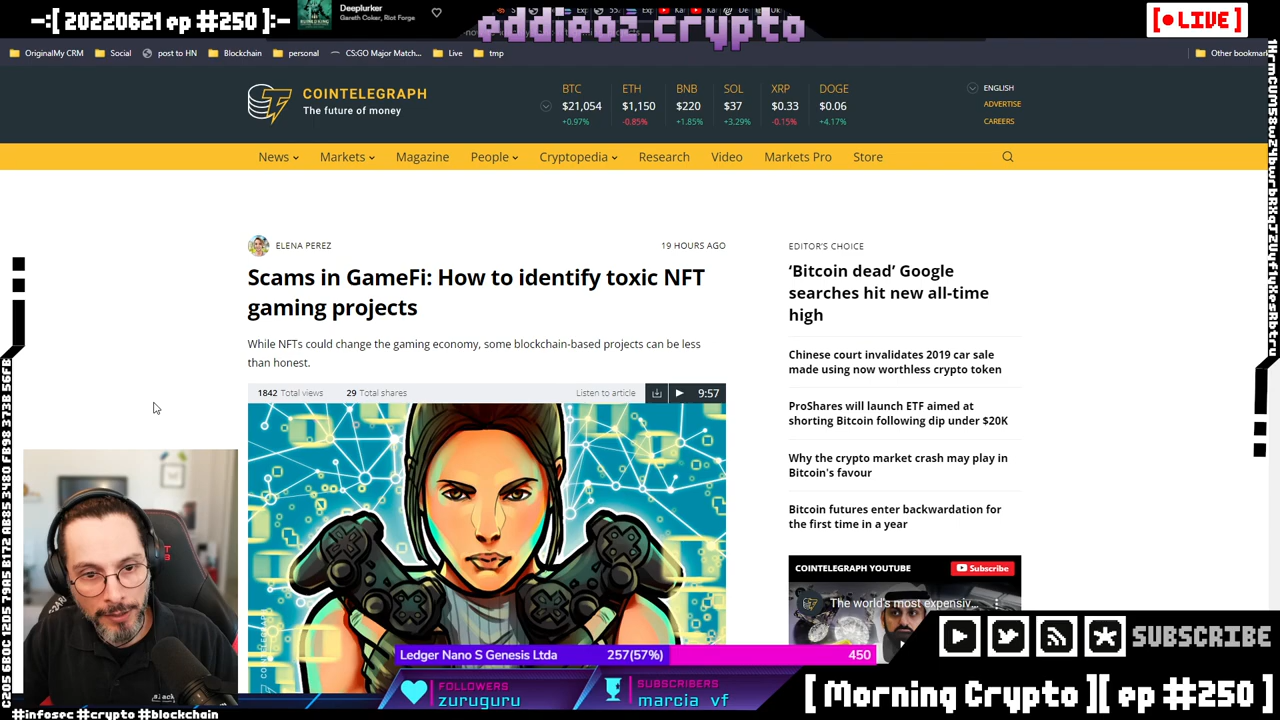 -:[ 20220621 ep #250 ]:-
Deeplurker
Gareth Coker, Riot Forge
eddieoz.crypto
[●LIVE]
OriginalMy CRM
Social
post to HN
Blockchain
personal
CS:GO Major Match...
Live
tmp
Other bookmar
COINTELEGRAPH
The future of money
BTC ETH BNB SOL XRP DOGE
$21,054 $1,150 $220 $37 $0.33 $0.06
+0.97% -0.85% +1.85% +3.29% -0.15% +4.17%
ENGLISH
ADVERTISE
CAREERS
News Markets Magazine People Cryptopedia Research Video Markets Pro Store
ELENA PEREZ
19 HOURS AGO
Scams in GameFi: How to identify toxic NFT
gaming projects
While NFTs could change the gaming economy, some blockchain-based projects can be less
than honest.
1842 Total views 29 Total shares Listen to article 9:57
EDITOR'S CHOICE
‘Bitcoin dead’ Google
searches hit new all-time
high
Chinese court invalidates 2019 car sale
made using now worthless crypto token
ProShares will launch ETF aimed at
shorting Bitcoin following dip under $20K
Why the crypto market crash may play in
Bitcoin's favour
Bitcoin futures enter backwardation for
the first time in a year
COINTELEGRAPH YOUTUBE
Subscribe
The world's most expensiv...
SUBSCRIBE
Ledger Nano S Genesis Ltda 257(57%) 450
FOLLOWERS
zuruguru
SUBSCRIBERS
marcia vf
[ Morning Crypto ][ ep #250 ]
#infosec #crypto #blockchain